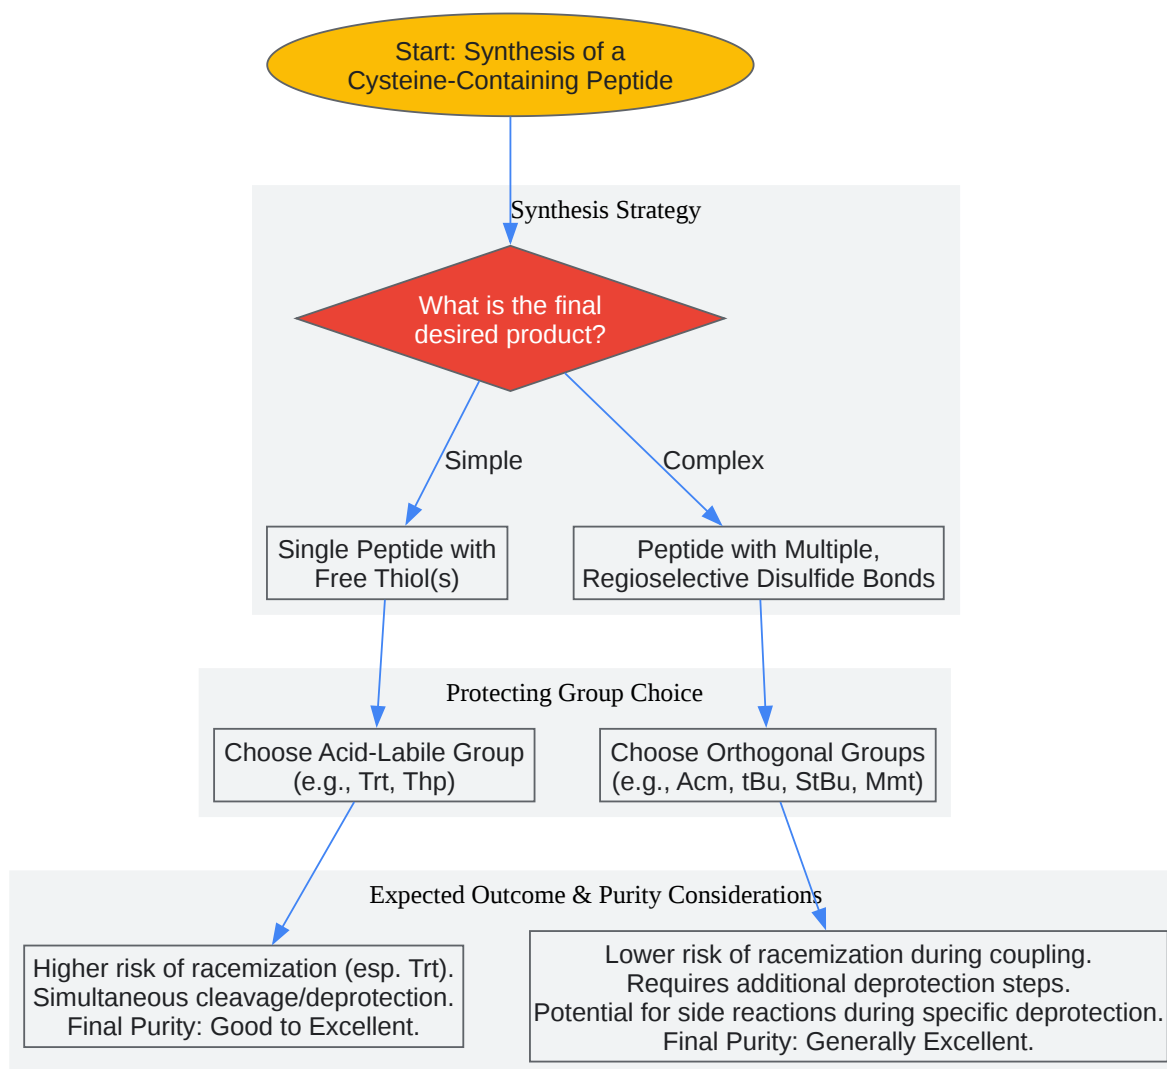 Start: Synthesis of a
Cysteine-Containing Peptide
Synthesis Strategy
What is the final
desired product?
Simple
Complex
Single Peptide with
Free Thiol(s)
Peptide with Multiple,
Regioselective Disulfide Bonds
Protecting Group Choice
Choose Acid-Labile Group
(e.g., Trt, Thp)
Choose Orthogonal Groups
(e.g., Acm, tBu, StBu, Mmt)
Expected Outcome & Purity Considerations
Higher risk of racemization (esp. Trt).
Simultaneous cleavage/deprotection.
Final Purity: Good to Excellent.
Lower risk of racemization during coupling.
Requires additional deprotection steps.
Potential for side reactions during specific deprotection.
Final Purity: Generally Excellent.